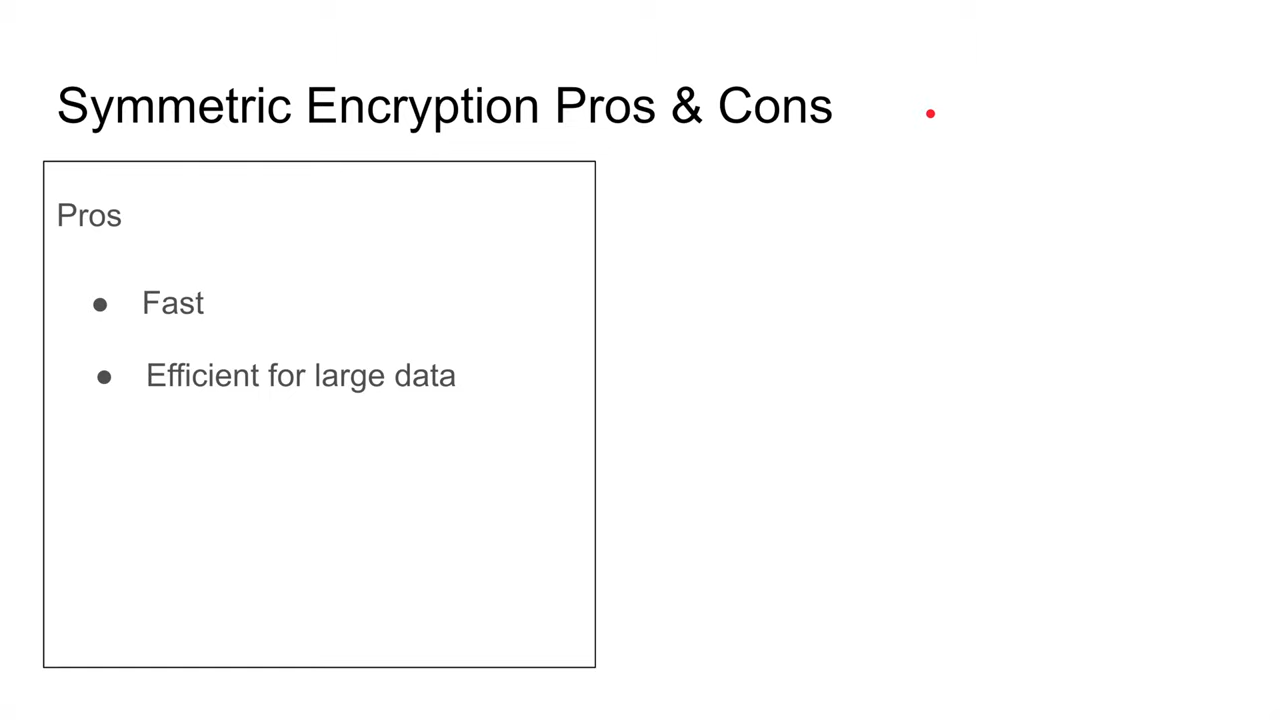 Symmetric Encryption Pros & Cons
Pros
● Fast
● Efficient for large data